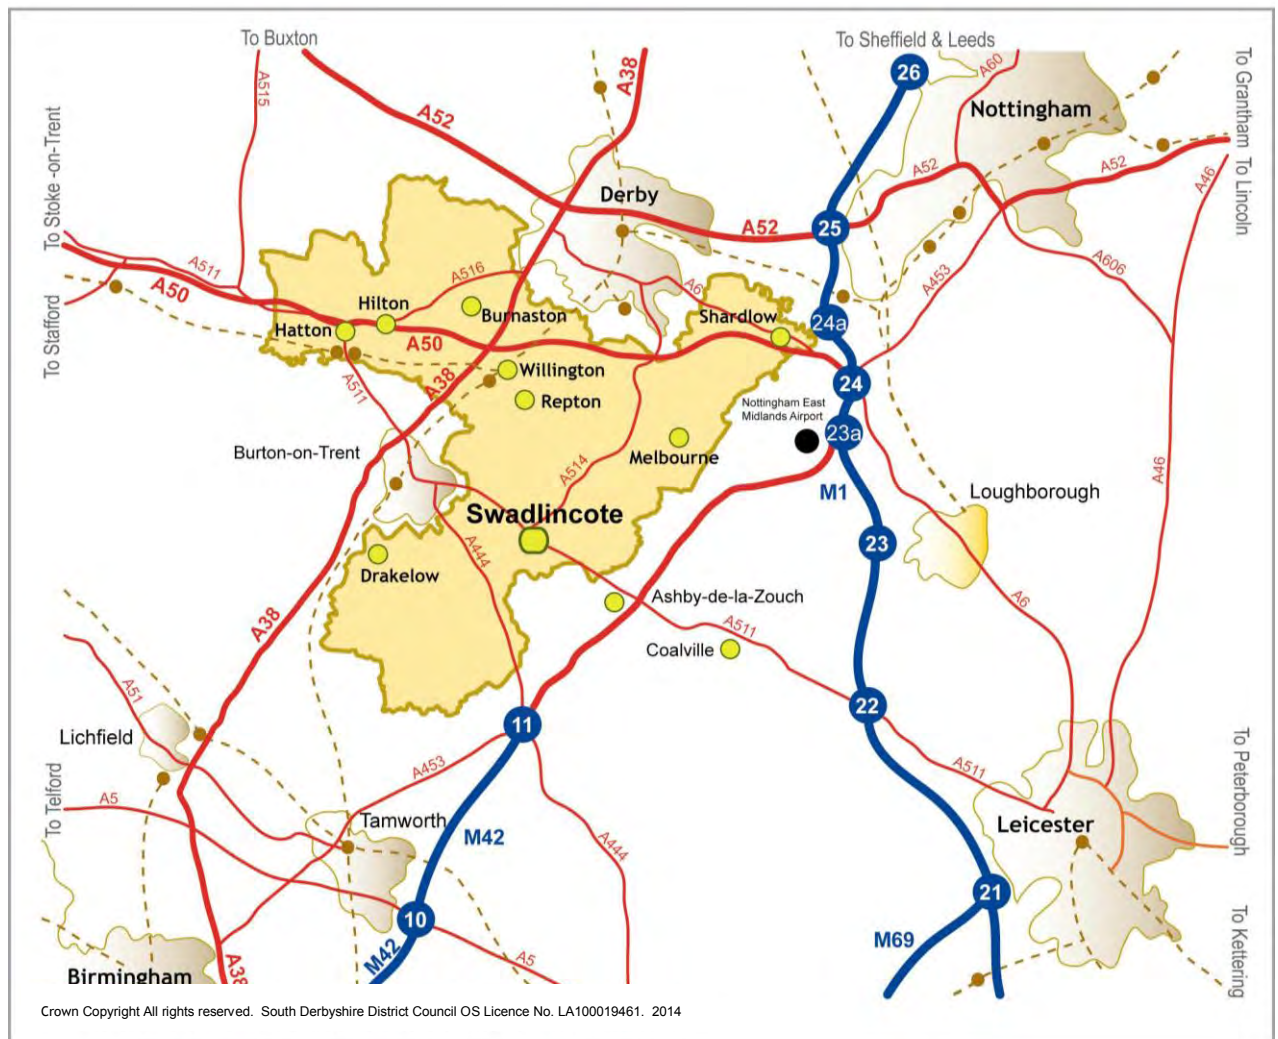 To Buxton
To Sheffield & Leeds
A515
A52
A38
26
A60
Nottingham
To Grantham
To Stoke -on-Trent
A52
A52
To Lincoln
A46
Derby
A52
25
A511
A50
A516
A6
A453
A606
To Stafford
Hilton
Burnaston
Shardlow
24a
Hatton
A50
Willington
24
A511
A38
Repton
Nottingham East
Midlands Airport
23a
Burton-on-Trent
Melbourne
A514
M1
A46
Loughborough
Swadlincote
23
A444
Drakelow
Ashby-de-la-Zouch
A6
A38
A511
Coalville
A51
22
11
Lichfield
A453
A511
To Peterborough
To Telford
A5
Tamworth
M42
A444
Leicester
21
10
M69
To Kettering
M42
A5
Birmingham
A38
Crown Copyright All rights reserved. South Derbyshire District Council OS Licence No. LA100019461. 2014